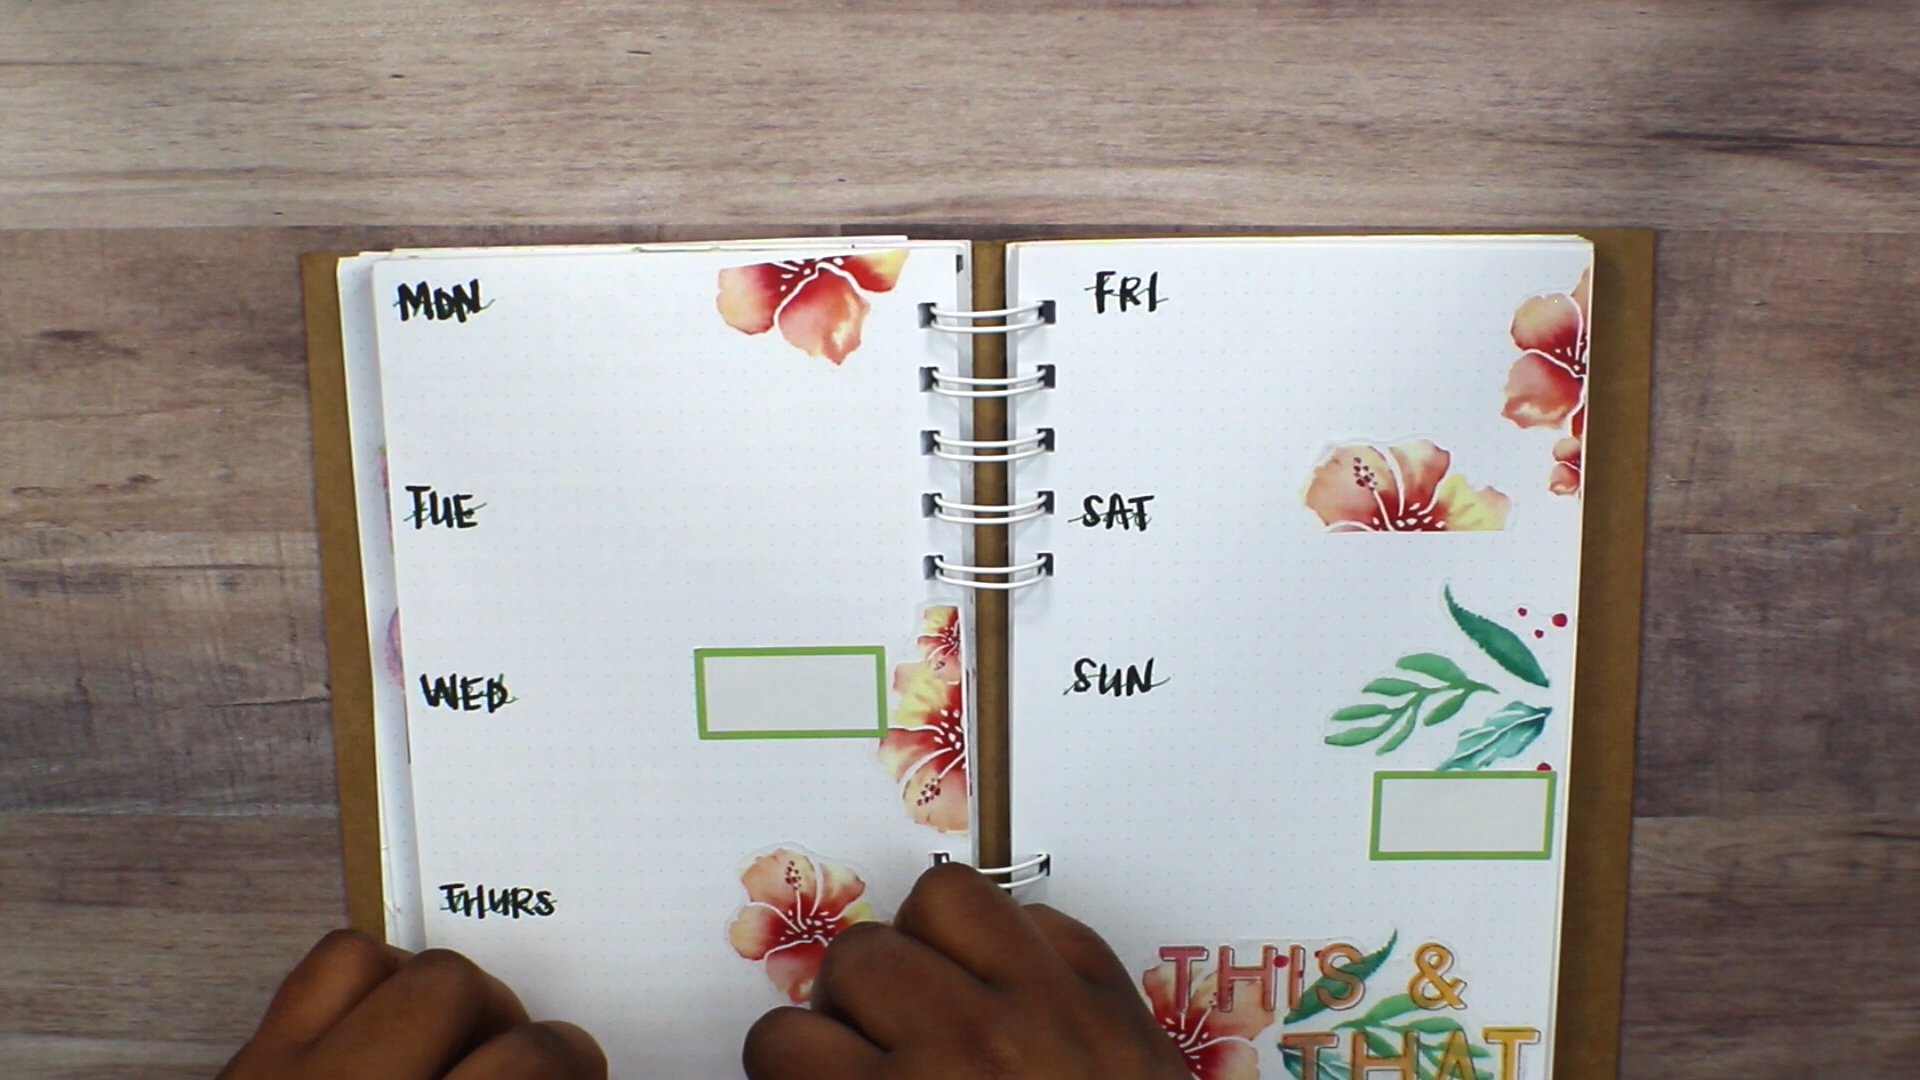 MON
TUE
WED
THURS
FRI
SAT
SUN
THIS &
THAT